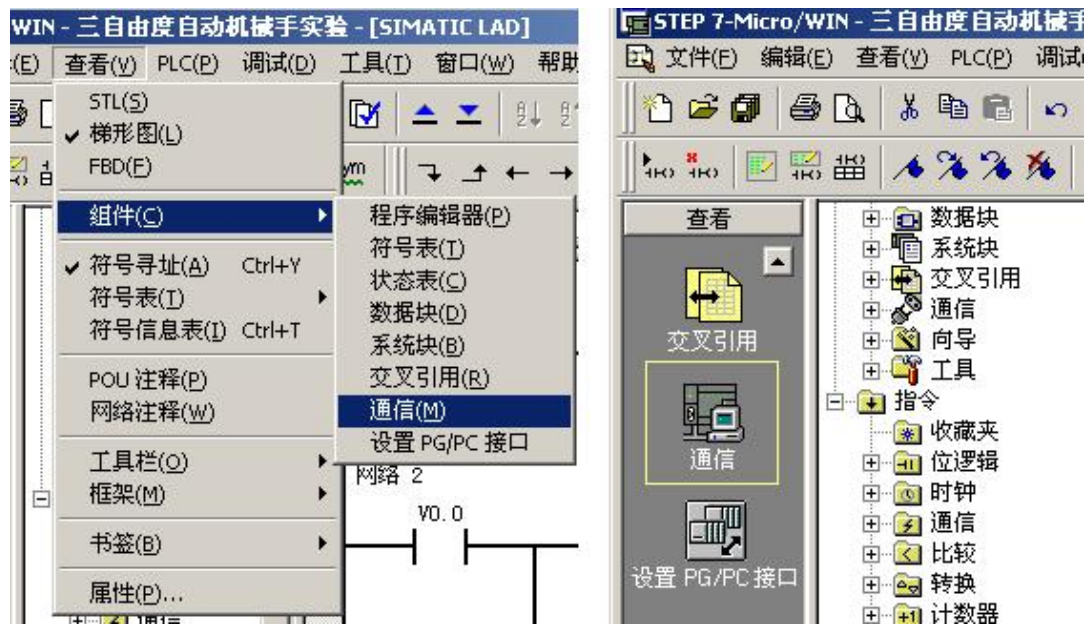 WIN - 三自由度自动机械手实验 - [SIMATIC LAD]
(E) 查看(V) PLC(P) 调试(D) 工具(T) 窗口(W) 帮助
STL(S)
梯形图(L)
FBD(F)
组件(C)
符号寻址(A) Ctrl+Y
符号表(T)
符号信息表(I) Ctrl+T
POU 注释(P)
网络注释(W)
工具栏(O)
框架(M)
书签(B)
属性(P)...
程序编辑器(P)
符号表(T)
状态表(C)
数据块(D)
系统块(B)
交叉引用(R)
通信(M)
设置 PG/PC 接口
网络 2
V0.0
STEP 7-Micro/WIN - 三自由度自动机械手
文件(F) 编辑(E) 查看(V) PLC(P) 调试
查看
交叉引用
通信
设置 PG/PC 接口
数据块
系统块
交叉引用
通信
向导
工具
指令
收藏夹
位逻辑
时钟
通信
比较
转换
计数器